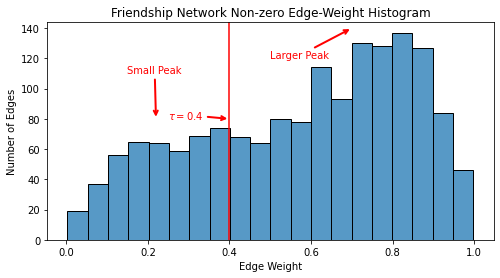 Friendship Network Non-zero Edge-Weight Histogram
140
120
100
80
60
40
20
0
Number of Edges
Small Peak
Larger Peak
τ = 0.4
0.0 0.2 0.4 0.6 0.8 1.0
Edge Weight